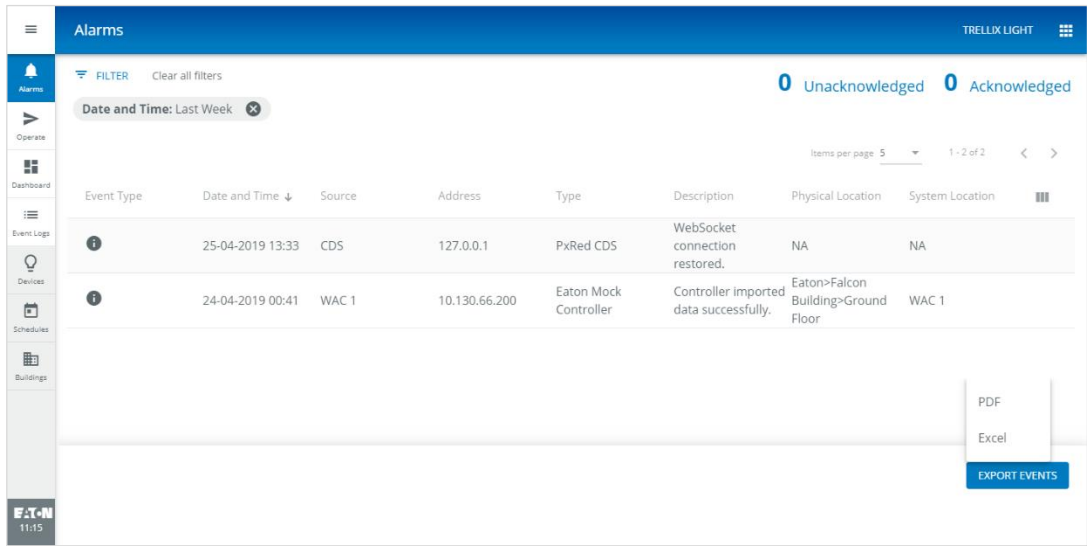 Alarms
TRELLIX LIGHT
Alarms
Operate
Dashboard
Event Logs
Devices
Schedules
Buildings
EATON
11:15
FILTER Clear all filters
0 Unacknowledged 0 Acknowledged
Date and Time: Last Week
Items per page 5 1 - 2 of 2
Event Type Date and Time Source Address Type Description Physical Location System Location
25-04-2019 13:33 CDS 127.0.0.1 PxRed CDS WebSocket
connection
restored. NA NA
24-04-2019 00:41 WAC 1 10.130.66.200 Eaton Mock
Controller Controller imported
data successfully. Eaton>Falcon
Building>Ground
Floor WAC 1
PDF
Excel
EXPORT EVENTS